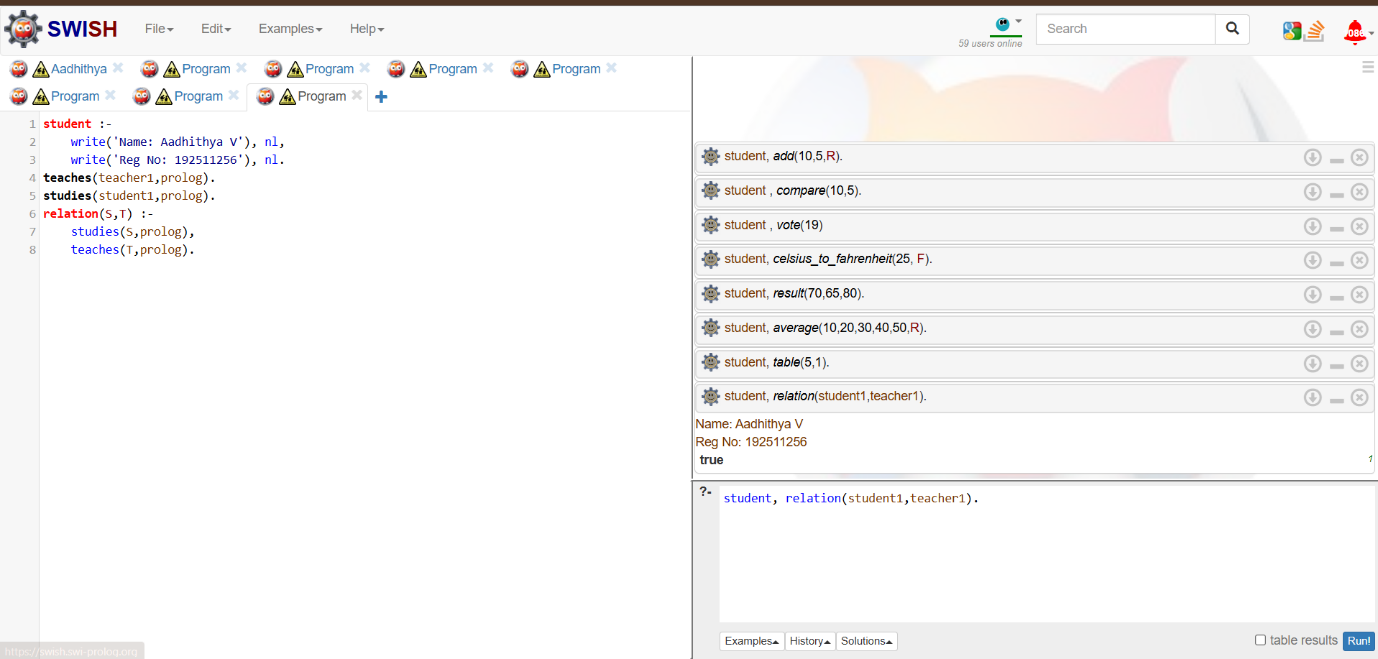 SWISH File Edit Examples Help 59 users online Search
Aadhithya Program Program Program Program
Program Program Program
1 student :-
2 write('Name: Aadhithya V'), nl,
3 write('Reg No: 192511256'), nl.
4 teaches(teacher1,prolog).
5 studies(student1,prolog).
6 relation(S,T) :-
7 studies(S,prolog),
8 teaches(T,prolog).
https://swish.swi-prolog.org
student, add(10,5,R).
student , compare(10,5).
student , vote(19)
student, celsius_to_fahrenheit(25, F).
student, result(70,65,80).
student, average(10,20,30,40,50,R).
student, table(5,1).
student, relation(student1,teacher1).
Name: Aadhithya V
Reg No: 192511256
true 1
?- student, relation(student1,teacher1).
Examples History Solutions table results Run!